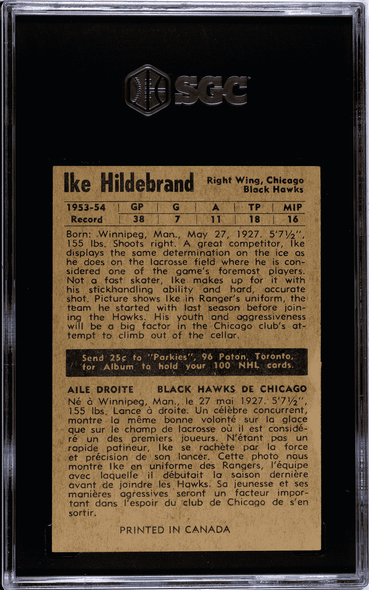 SGC
Ike Hildebrand
Right Wing, Chicago
Black Hawks
1953-54 GP G A TP MIP
Record 38 7 11 18 16
Born: Winnipeg, Man., May 27, 1927. 5'7½",
155 lbs. Shoots right. A great competitor, Ike
displays the same determination on the ice as
he does on the lacrosse field where he is con-
sidered one of the game's foremost players.
Not a fast skater, Ike makes up for it with
his stickhandling ability and hard, accurate
shot. Picture shows Ike in Ranger's uniform, the
team he started with last season before join-
ing the Hawks. His youth and aggressiveness
will be a big factor in the Chicago club's at-
tempt to climb out of the cellar.
Send 25c to "Parkies", 96 Paton, Toronto,
for Album to hold your 100 NHL cards.
AILE DROITE BLACK HAWKS DE CHICAGO
Né à Winnipeg, Man., le 27 mai 1927. 5'7½",
155 lbs. Lance à droite. Un célèbre concurrent,
montre la même bonne volonté sur la glace
que sur le champ de lacrosse où il est considé-
ré un des premiers joueurs. N'étant pas un
rapide patineur, Ike se rachète par la force
et précision de son lancer. Cette photo nous
montre Ike en uniforme des Rangers, l'équipe
avec laquelle il débutait la saison dernière
avant de joindre les Hawks. Sa jeunesse et ses
manières agressives seront un facteur impor-
tant dans l'espoir du club de Chicago de s'en
sortir.
PRINTED IN CANADA